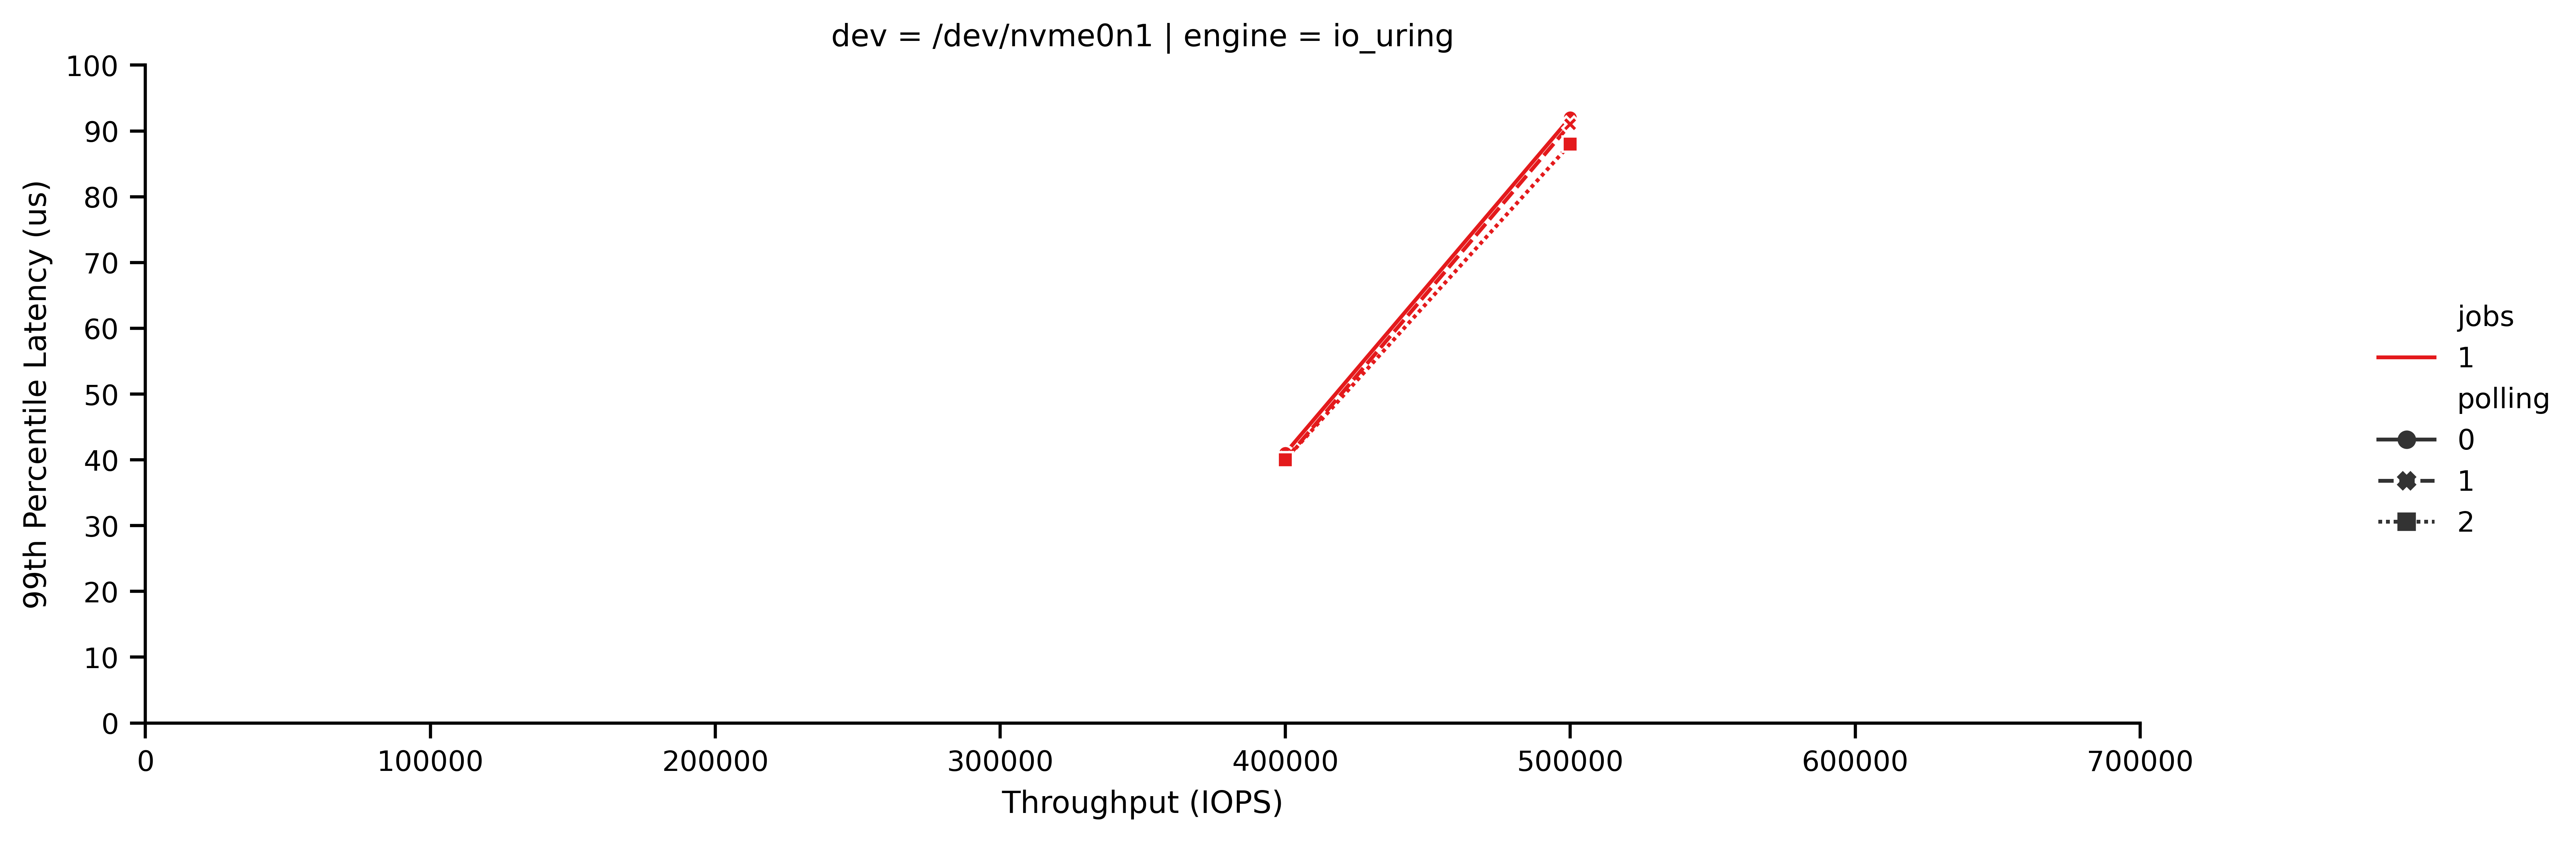 dev = /dev/nvme0n1 | engine = io_uring
100
90
80
70
60
50
40
30
20
10
0
99th Percentile Latency (us)
0 100000 200000 300000 400000 500000 600000 700000
Throughput (IOPS)
jobs
1
polling
0
1
2